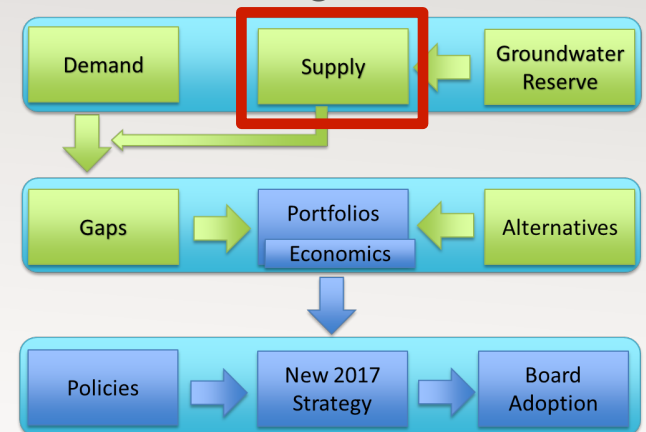 Demand
Supply
Groundwater
Reserve
Gaps
Portfolios
Economics
Alternatives
Policies
New 2017
Strategy
Board
Adoption